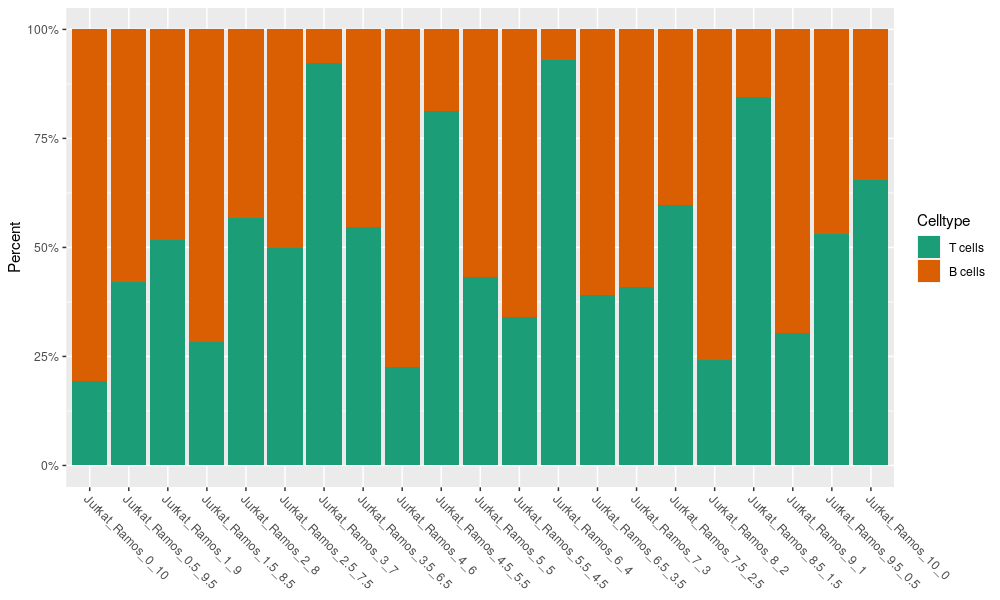 100%
75%
50%
25%
0%
Percent
Jurkat_Ramos_0_10
Jurkat_Ramos_0.5_9.5
Jurkat_Ramos_1_9
Jurkat_Ramos_1.5_8.5
Jurkat_Ramos_2_8
Jurkat_Ramos_2.5_7.5
Jurkat_Ramos_3_7
Jurkat_Ramos_3.5_6.5
Jurkat_Ramos_4_6
Jurkat_Ramos_4.5_5.5
Jurkat_Ramos_5_5
Jurkat_Ramos_5.5_4.5
Jurkat_Ramos_6_4
Jurkat_Ramos_6.5_3.5
Jurkat_Ramos_7_3
Jurkat_Ramos_7.5_2.5
Jurkat_Ramos_8_2
Jurkat_Ramos_8.5_1.5
Jurkat_Ramos_9_1
Jurkat_Ramos_9.5_0.5
Jurkat_Ramos_10_0
Celltype
T cells
B cells